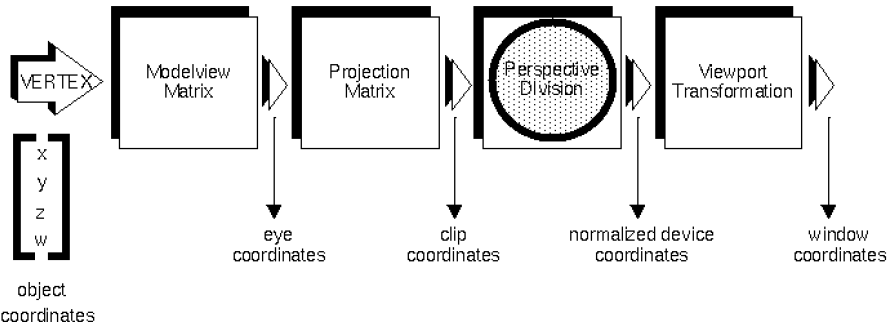 VERTEX
Modelview
Matrix
Projection
Matrix
Perspective
DIvision
Viewport
Transformation
x
y
z
w
object
coordinates
eye
coordinates
clip
coordinates
normalized device
coordinates
window
coordinates